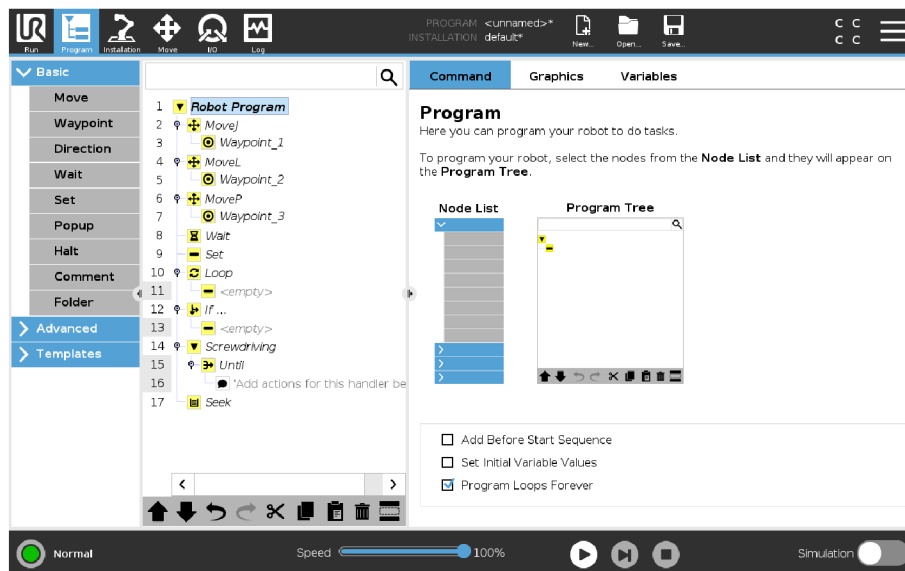 PROGRAM <unnamed>*
INSTALLATION default*
UR
Run
Program
Installation
Move
I/O
Log
New...
Open...
Save...
C C
C C
Basic
Move
Waypoint
Direction
Wait
Set
Popup
Halt
Comment
Folder
Advanced
Templates
1 Robot Program
2 MoveJ
3 Waypoint_1
4 MoveL
5 Waypoint_2
6 MoveP
7 Waypoint_3
8 Wait
9 Set
10 Loop
11 <empty>
12 If ...
13 <empty>
14 Screwdriving
15 Until
16 'Add actions for this handler be
17 Seek
Command Graphics Variables
Program
Here you can program your robot to do tasks.
To program your robot, select the nodes from the Node List and they will appear on
the Program Tree.
Node List Program Tree
Add Before Start Sequence
Set Initial Variable Values
Program Loops Forever
Normal
Speed 100%
Simulation